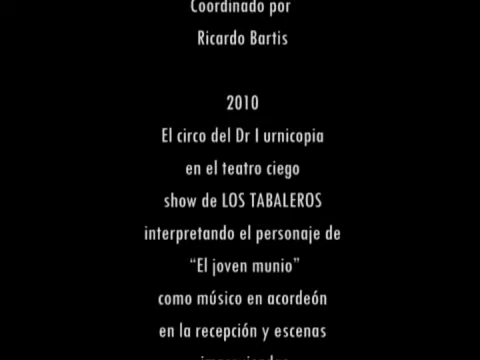 Coordinado por
Ricardo Bartis
2010
El circo del Dr I urnicopia
en el teatro ciego
show de LOS TABALEROS
interpretando el personaje de
“El joven munio”
como músico en acordeón
en la recepción y escenas